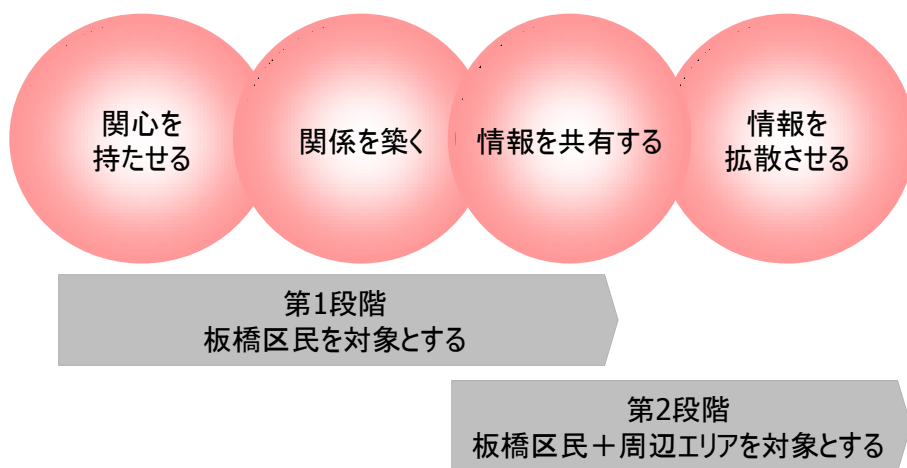 関心を
持たせる
関係を築く
情報を共有する
情報を
拡散させる
第1段階
板橋区民を対象とする
第2段階
板橋区民＋周辺エリアを対象とする